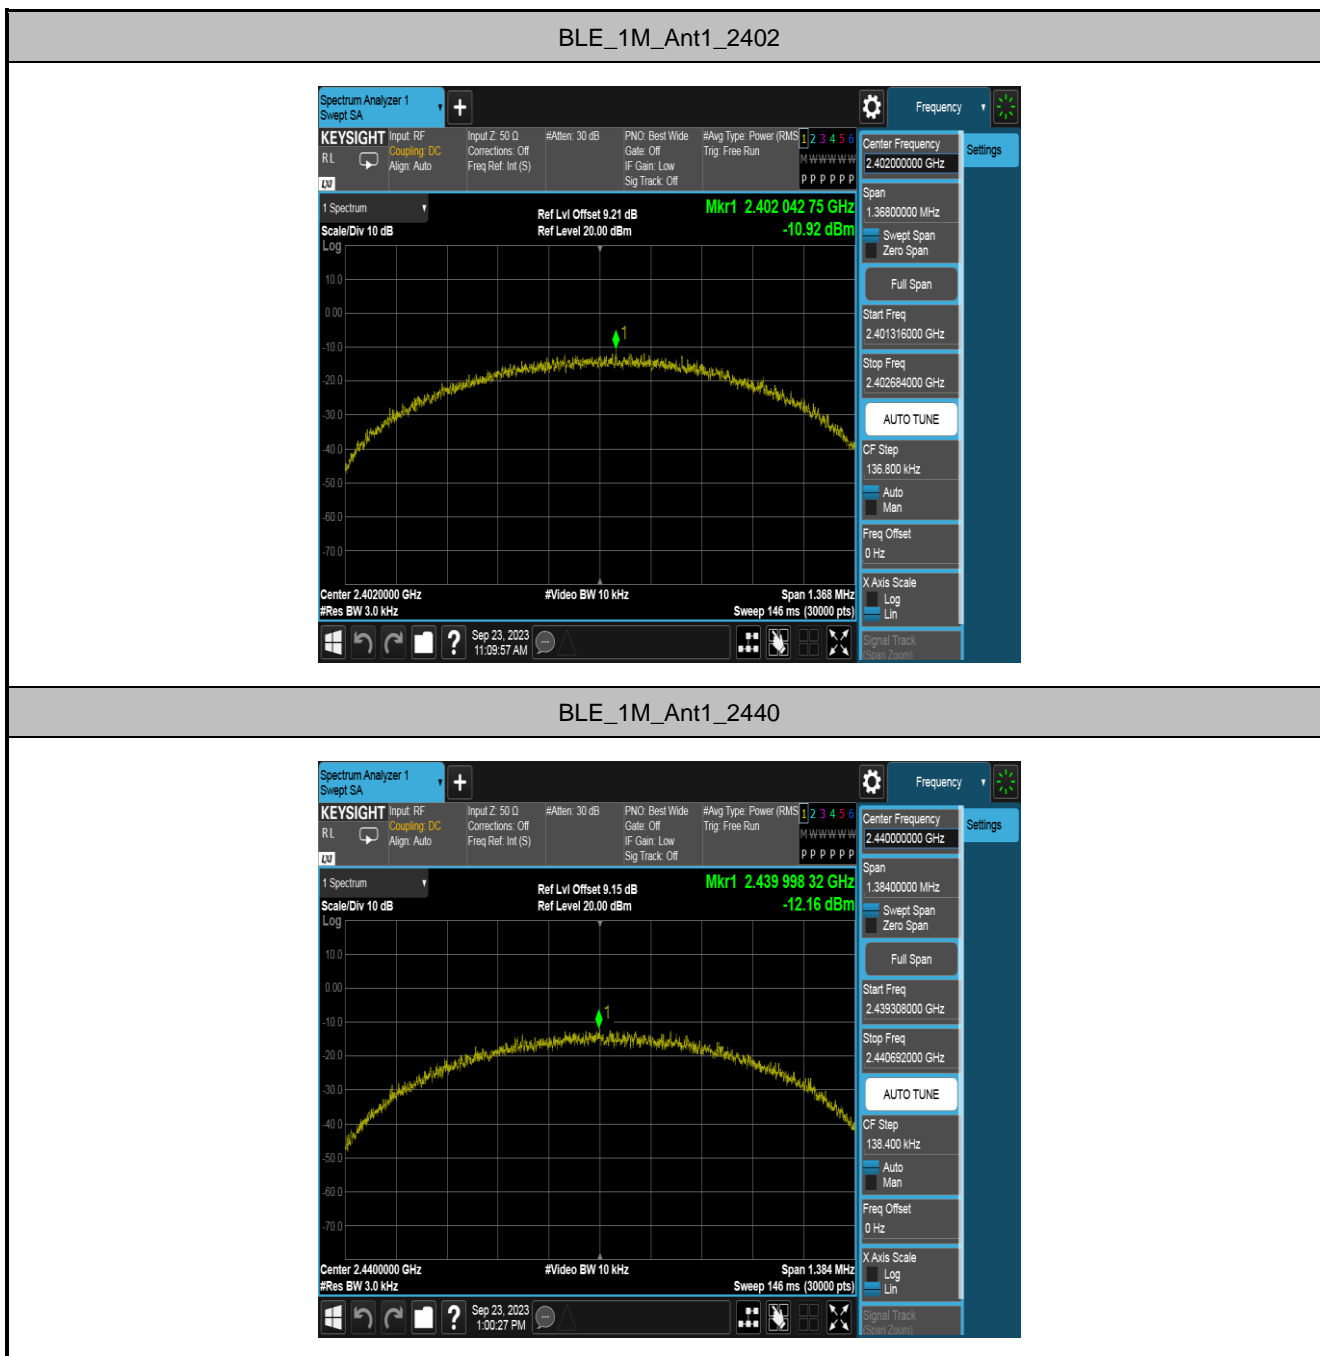 BLE_1M_Ant1_2402
Spectrum Analyzer 1
Swept SA
+
Frequency
KEYSIGHT
RL
LXI
Input: RF
Coupling: DC
Align: Auto
Input Z: 50 Ω
Corrections: Off
Freq Ref: Int (S)
#Atten: 30 dB
PNO: Best Wide
Gate: Off
IF Gain: Low
Sig Track: Off
#Avg Type: Power (RMS
Trig: Free Run
1 2 3 4 5 6
M W W W W W
P P P P P P
Center Frequency
2.402000000 GHz
Settings
Span
1.36800000 MHz
Swept Span
Zero Span
Full Span
Start Freq
2.401316000 GHz
Stop Freq
2.402684000 GHz
AUTO TUNE
CF Step
136.800 kHz
Auto
Man
Freq Offset
0 Hz
X Axis Scale
Log
Lin
Signal Track
(Span Zoom)
1 Spectrum
Scale/Div 10 dB
Log
Ref Lvl Offset 9.21 dB
Ref Level 20.00 dBm
Mkr1 2.402 042 75 GHz
-10.92 dBm
1
10.0
0.00
-10.0
-20.0
-30.0
-40.0
-50.0
-60.0
-70.0
Center 2.4020000 GHz
#Res BW 3.0 kHz
#Video BW 10 kHz
Span 1.368 MHz
Sweep 146 ms (30000 pts)
?
Sep 23, 2023
11:09:57 AM
BLE_1M_Ant1_2440
Spectrum Analyzer 1
Swept SA
+
Frequency
KEYSIGHT
RL
LXI
Input: RF
Coupling: DC
Align: Auto
Input Z: 50 Ω
Corrections: Off
Freq Ref: Int (S)
#Atten: 30 dB
PNO: Best Wide
Gate: Off
IF Gain: Low
Sig Track: Off
#Avg Type: Power (RMS
Trig: Free Run
1 2 3 4 5 6
M W W W W W
P P P P P P
Center Frequency
2.440000000 GHz
Settings
Span
1.38400000 MHz
Swept Span
Zero Span
Full Span
Start Freq
2.439308000 GHz
Stop Freq
2.440692000 GHz
AUTO TUNE
CF Step
138.400 kHz
Auto
Man
Freq Offset
0 Hz
X Axis Scale
Log
Lin
Signal Track
(Span Zoom)
1 Spectrum
Scale/Div 10 dB
Log
Ref Lvl Offset 9.15 dB
Ref Level 20.00 dBm
Mkr1 2.439 998 32 GHz
-12.16 dBm
1
10.0
0.00
-10.0
-20.0
-30.0
-40.0
-50.0
-60.0
-70.0
Center 2.4400000 GHz
#Res BW 3.0 kHz
#Video BW 10 kHz
Span 1.384 MHz
Sweep 146 ms (30000 pts)
?
Sep 23, 2023
1:00:27 PM